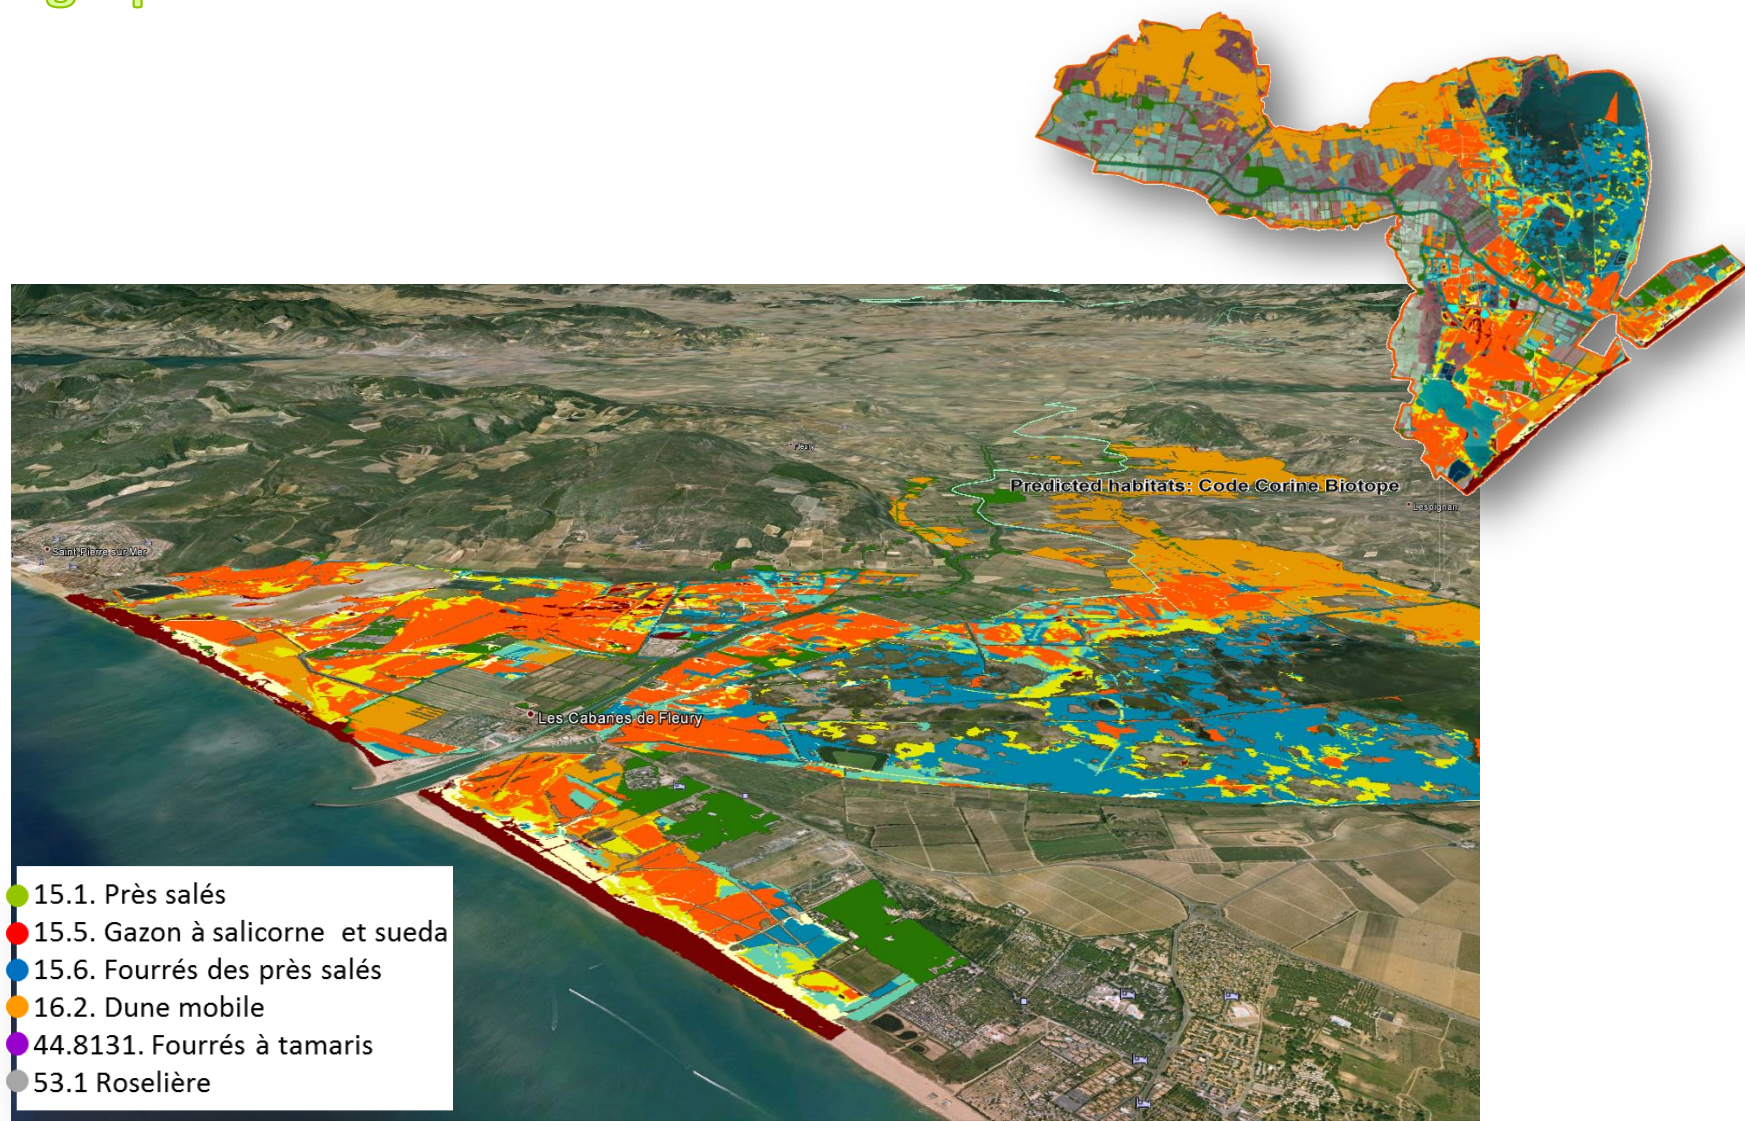 Fleury
Predicted habitats: Code Corine Biotope
Lespignan
Saint Pierre sur Mer
Les Cabanes de Fleury
15.1. Près salés
15.5. Gazon à salicorne et sueda
15.6. Fourrés des près salés
16.2. Dune mobile
44.8131. Fourrés à tamaris
53.1 Roselière